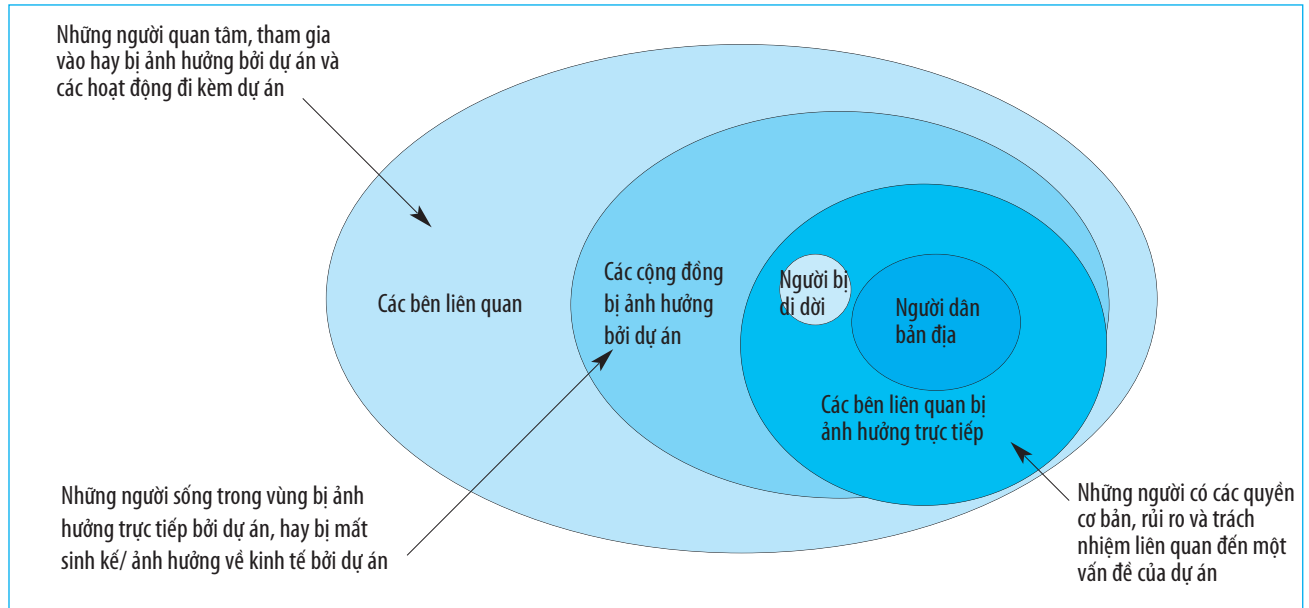 Những người quan tâm, tham gia
vào hay bị ảnh hưởng bởi dự án và
các hoạt động đi kèm dự án
Các bên liên quan
Các cộng đồng
bị ảnh hưởng
bởi dự án
Người bị
di dời
Người dân
bản địa
Các bên liên quan bị
ảnh hưởng trực tiếp
Những người sống trong vùng bị ảnh
hưởng trực tiếp bởi dự án, hay bị mất
sinh kế/ ảnh hưởng về kinh tế bởi dự án
Những người có các quyền
cơ bản, rủi ro và trách
nhiệm liên quan đến một
vấn đề của dự án